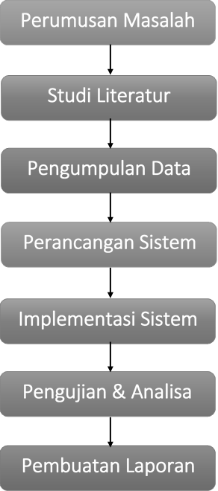 Perumusan Masalah
Studi Literatur
Pengumpulan Data
Perancangan Sistem
Implementasi Sistem
Pengujian & Analisa
Pembuatan Laporan